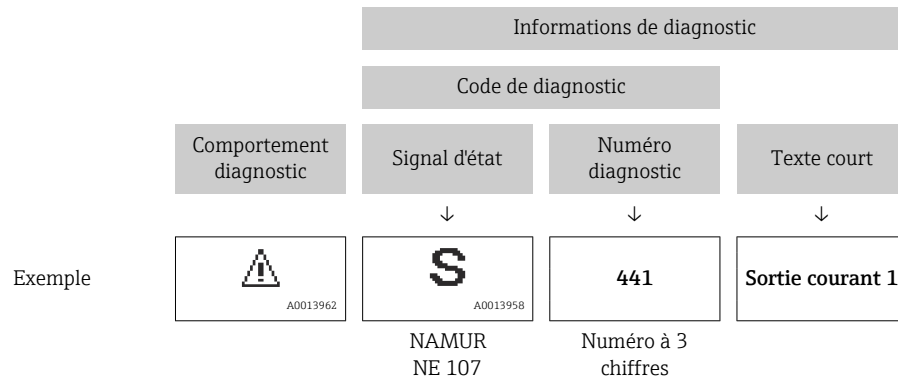 Informations de diagnostic
Code de diagnostic
Comportement
diagnostic
Signal d'état
Numéro
diagnostic
Texte court
↓
↓
↓
Exemple
A0013962
S
A0013958
441
Sortie courant 1
NAMUR
NE 107
Numéro à 3
chiffres